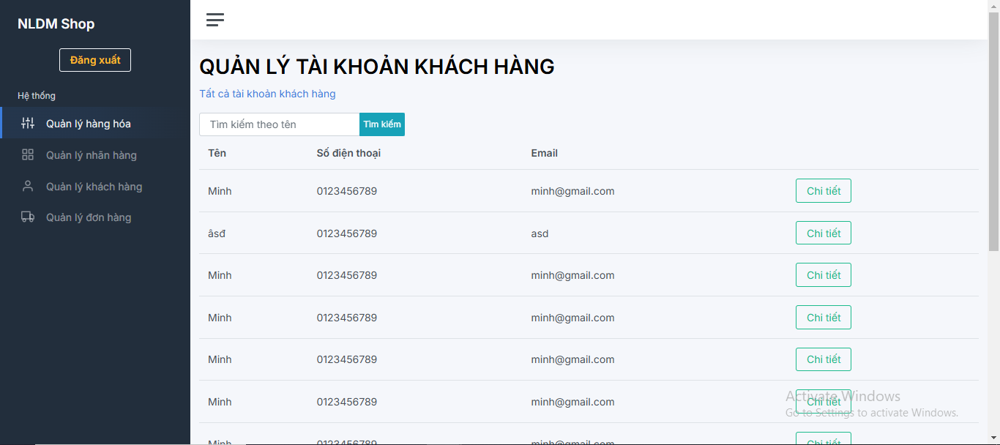 NLDM Shop
Đăng xuất
Hệ thống
Quản lý hàng hóa
Quản lý nhãn hàng
Quản lý khách hàng
Quản lý đơn hàng
QUẢN LÝ TÀI KHOẢN KHÁCH HÀNG
Tất cả tài khoản khách hàng
Tìm kiếm theo tên Tìm kiếm
Tên Số điện thoại Email
Minh 0123456789 minh@gmail.com Chi tiết
âsđ 0123456789 asd Chi tiết
Minh 0123456789 minh@gmail.com Chi tiết
Minh 0123456789 minh@gmail.com Chi tiết
Minh 0123456789 minh@gmail.com Chi tiết
Minh 0123456789 minh@gmail.com Chi tiết
Activate Windows
Go to Settings to activate Windows.
Minh 0123456789 minh@gmail.com Chi tiết